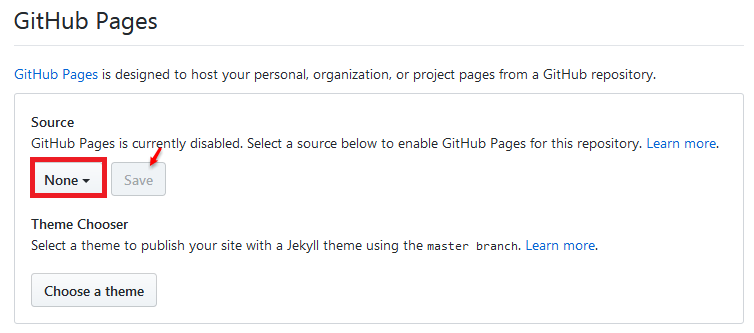 GitHub Pages
GitHub Pages is designed to host your personal, organization, or project pages from a GitHub repository.
Source
GitHub Pages is currently disabled. Select a source below to enable GitHub Pages for this repository. Learn more.
None Save
Theme Chooser
Select a theme to publish your site with a Jekyll theme using the master branch. Learn more.
Choose a theme